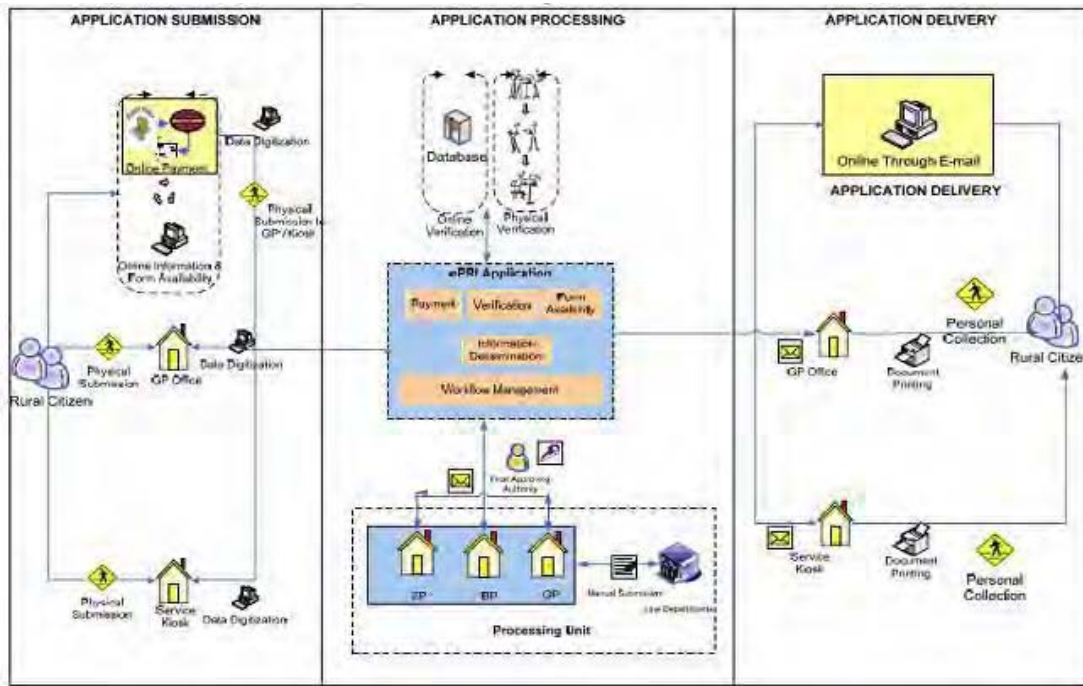 APPLICATION SUBMISSION
Online Payment
Data Digitization
Physical
Submission to
GP / Kiosk
Online Information &
Form Availability
Physical
Submission
GP Office
Data Digitization
Rural Citizen
Physical
Submission
Service
Kiosk
Data Digitization
APPLICATION PROCESSING
Database
Online
Verification
Physical
Verification
ePRI Application
Payment
Verification
Form
Availability
Information
Workflow Management
Final Approving
Authority
ZP
BP
GP
Manual Submission
Line
Processing Unit
APPLICATION DELIVERY
Online Through E-mail
APPLICATION DELIVERY
GP Office
Document
Printing
Personal
Collection
Rural Citizen
Service
Kiosk
Document
Printing
Personal
Collection